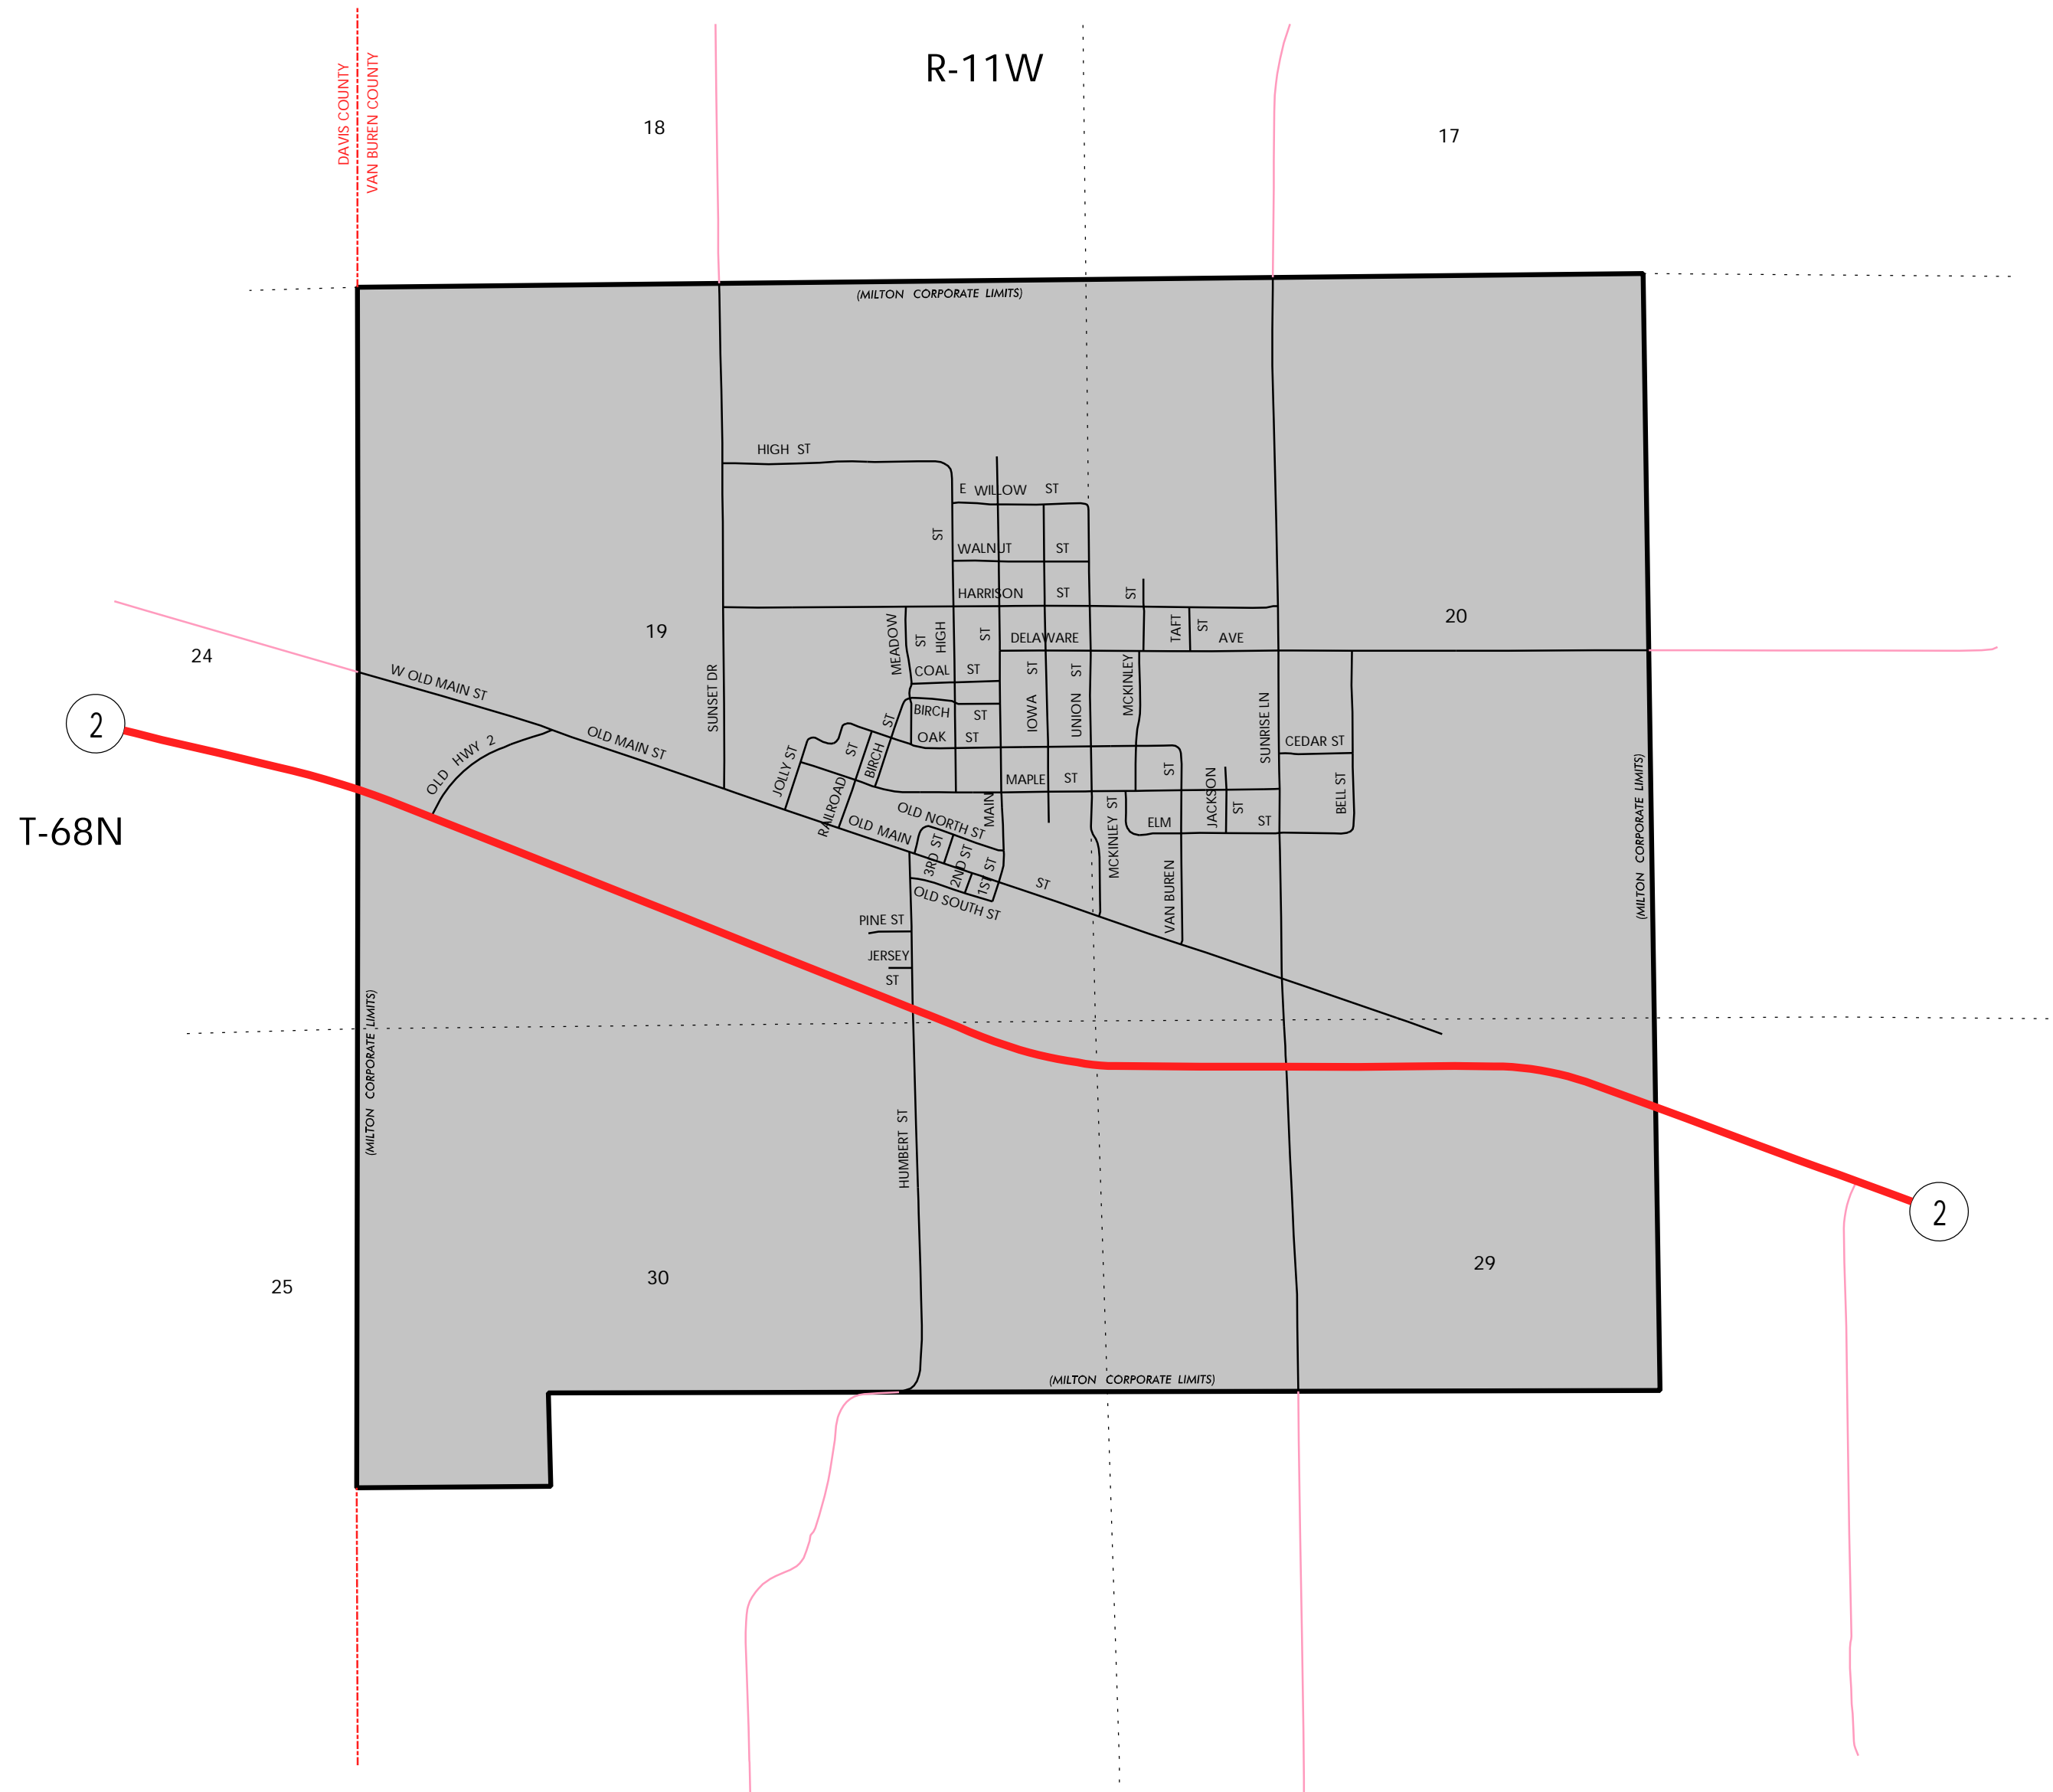 R-11W
DAVIS COUNTY
VAN BUREN COUNTY
18
17
(MILTON CORPORATE LIMITS)
HIGH ST
E WILLOW ST
ST
WALNUT ST
HARRISON ST
ST
19
20
MEADOW
ST
HIGH
ST
DELAWARE AVE
TAFT
ST
24
W OLD MAIN ST
COAL ST
IOWA
ST
UNION
ST
MCKINLEY
SUNSET DR
SUNRISE LN
BIRCH ST
2
OLD HWY 2
OLD MAIN ST
OAK ST
CEDAR ST
JOLLY ST
RAILROAD
ST
BIRCH
ST
MAPLE ST
ST
JACKSON
ST
BELL ST
(MILTON CORPORATE LIMITS)
T-68N
OLD NORTH ST
MAIN
MCKINLEY ST
ELM ST
OLD MAIN
3RD ST
2ND ST
1ST ST
ST
VAN BUREN
OLD SOUTH ST
PINE ST
JERSEY
ST
(MILTON CORPORATE LIMITS)
HUMBERT ST
2
25
30
29
(MILTON CORPORATE LIMITS)